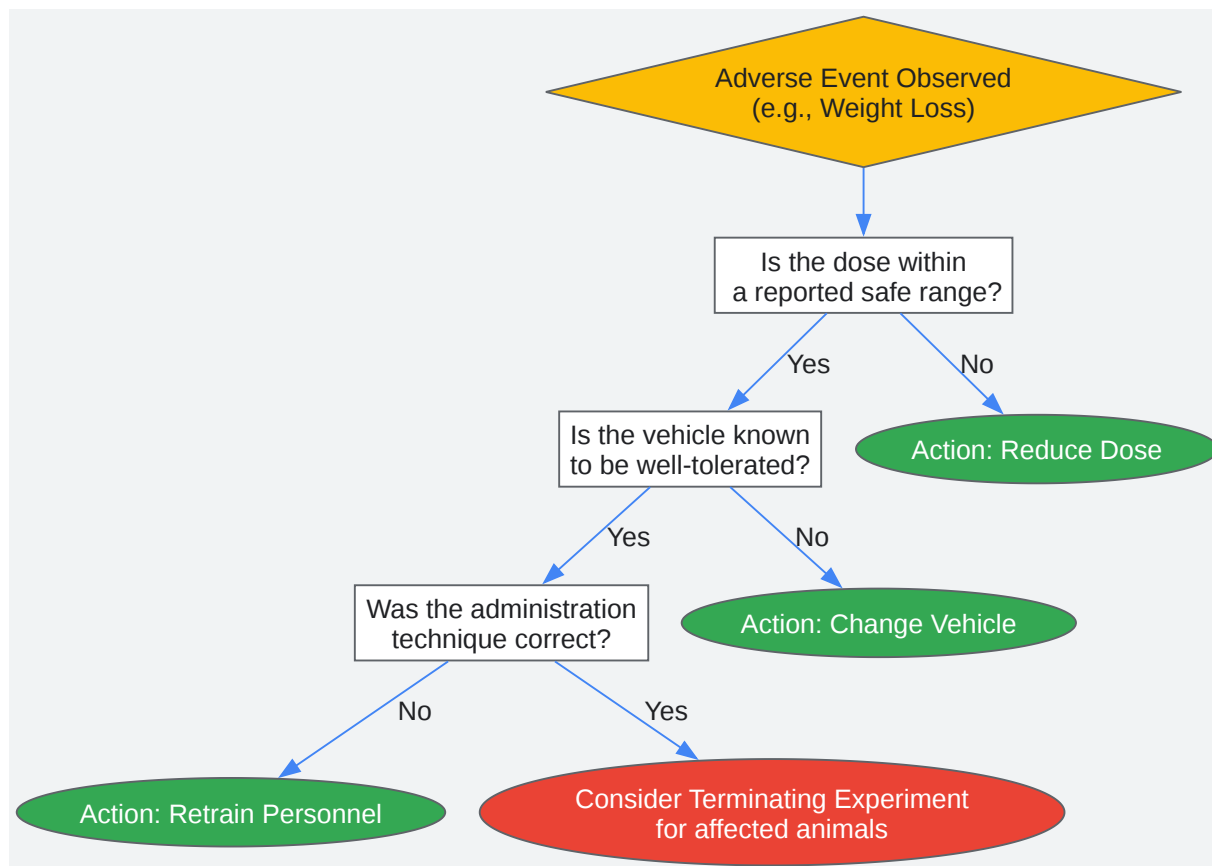 Adverse Event Observed
(e.g., Weight Loss)
Is the dose within
a reported safe range?
Yes
No
Is the vehicle known
to be well-tolerated?
Action: Reduce Dose
Yes
No
Was the administration
technique correct?
Action: Change Vehicle
No
Yes
Action: Retrain Personnel
Consider Terminating Experiment
for affected animals